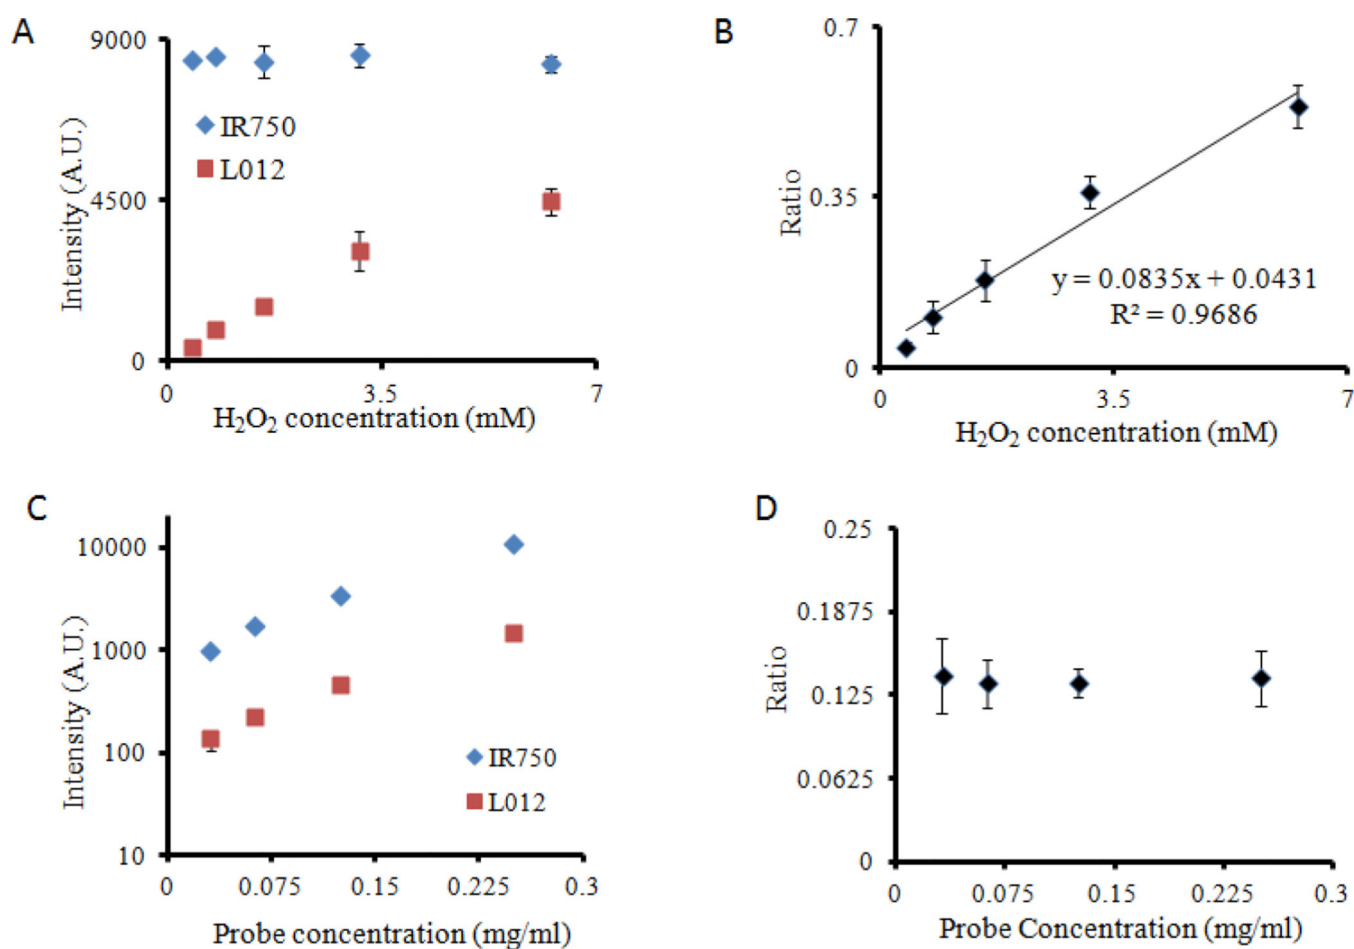 A
9000
4500
0
Intensity (A.U.)
IR750
L012
0 3.5 7
H₂O₂ concentration (mM)
B
0.7
0.35
0
Ratio
y = 0.0835x + 0.0431
R² = 0.9686
0 3.5 7
H₂O₂ concentration (mM)
C
10000
1000
100
10
Intensity (A.U.)
IR750
L012
0 0.075 0.15 0.225 0.3
Probe concentration (mg/ml)
D
0.25
0.1875
0.125
0.0625
0
Ratio
0 0.075 0.15 0.225 0.3
Probe Concentration (mg/ml)